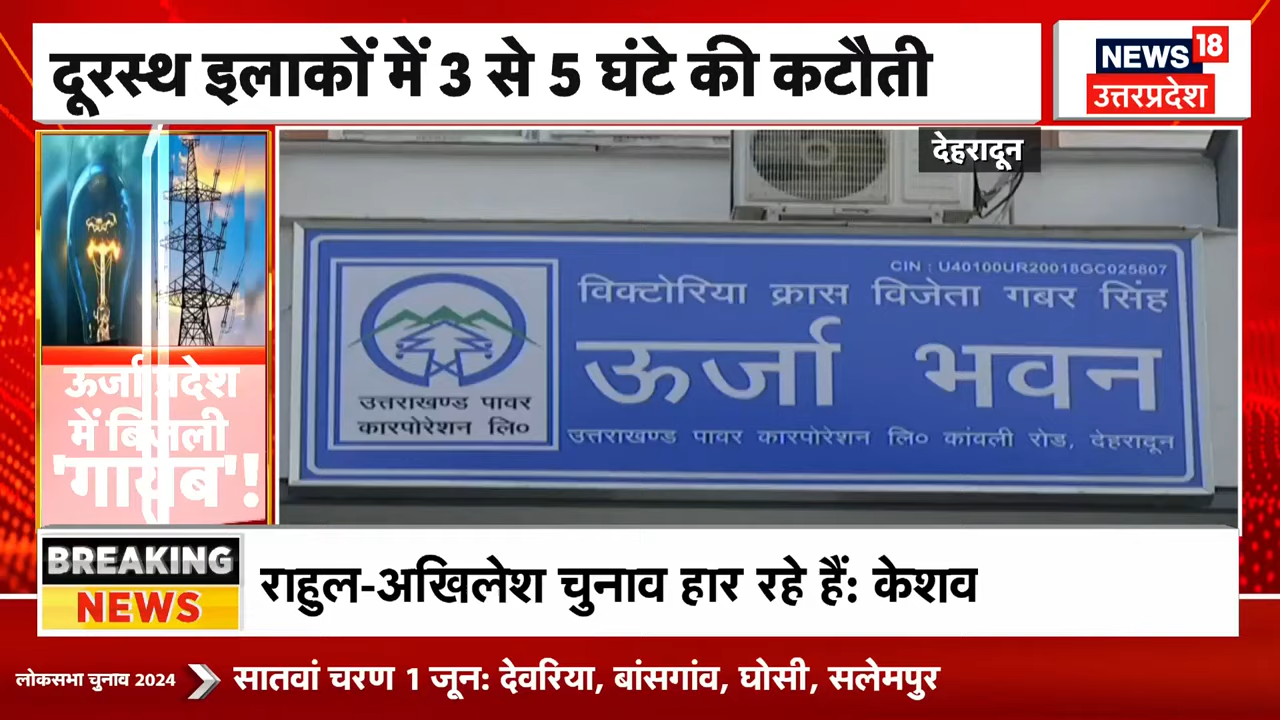 दूरस्थ इलाकों में 3 से 5 घंटे की कटौती
NEWS 18
उत्तरप्रदेश
देहरादून
CIN : U40100UR20018GC025807
विक्टोरिया क्रास विजेता गबर सिंह
ऊर्जा भवन
उत्तराखण्ड पावर कारपोरेशन लि० कांवली रोड, देहरादून
उत्तराखण्ड पावर
कारपोरेशन लि०
ऊर्जा प्रदेश
में बिजली
'गायब'!
BREAKING
NEWS
राहुल-अखिलेश चुनाव हार रहे हैं: केशव
लोकसभा चुनाव 2024
सातवां चरण 1 जून: देवरिया, बांसगांव, घोसी, सलेमपुर